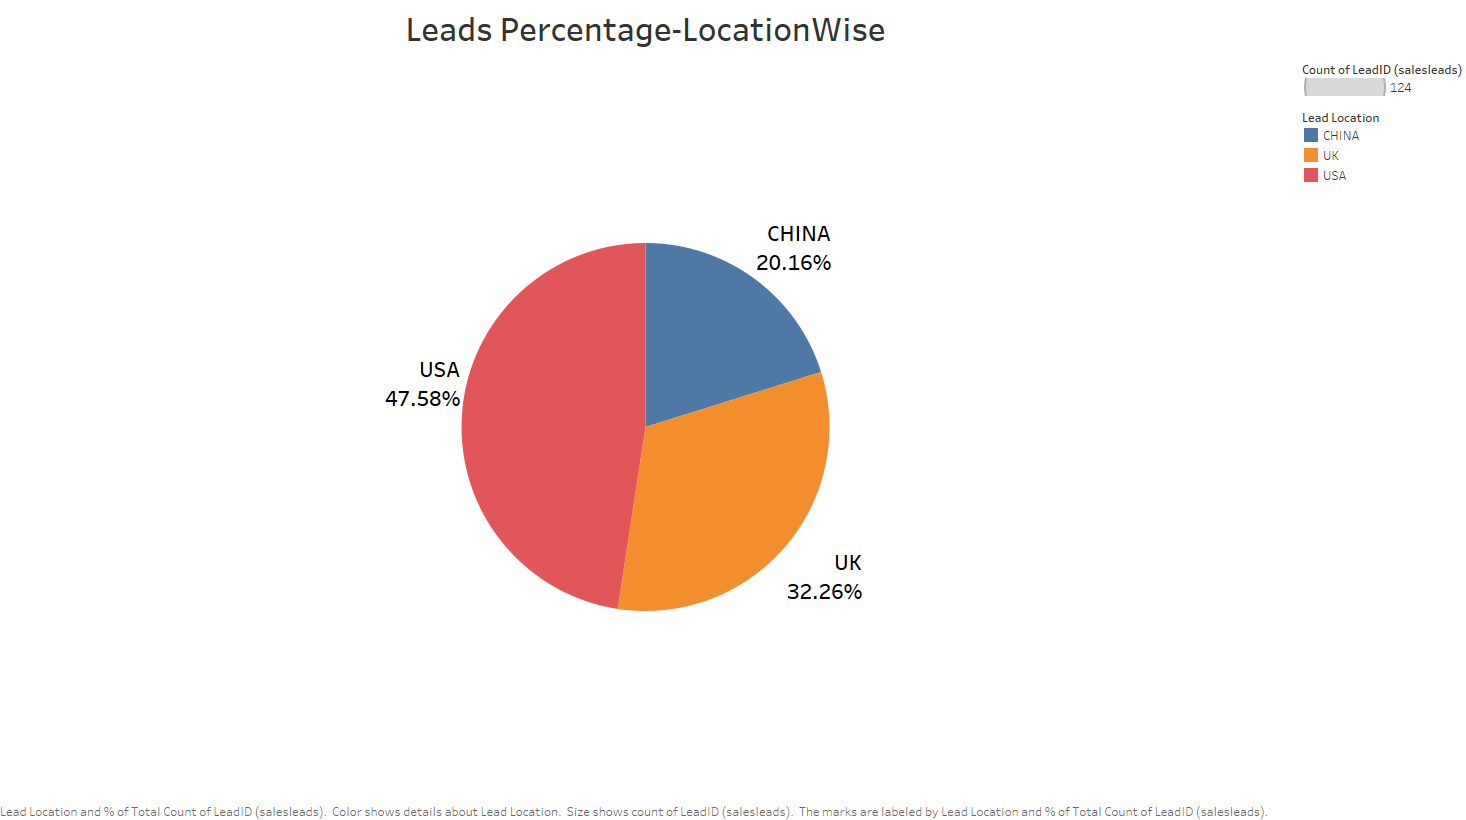 Leads Percentage-LocationWise
Count of LeadID (salesleads)
124
Lead Location
CHINA
UK
USA
CHINA
20.16%
USA
47.58%
UK
32.26%
Lead Location and % of Total Count of LeadID (salesleads).  Color shows details about Lead Location.  Size shows count of LeadID (salesleads).  The marks are labeled by Lead Location and % of Total Count of LeadID (salesleads).